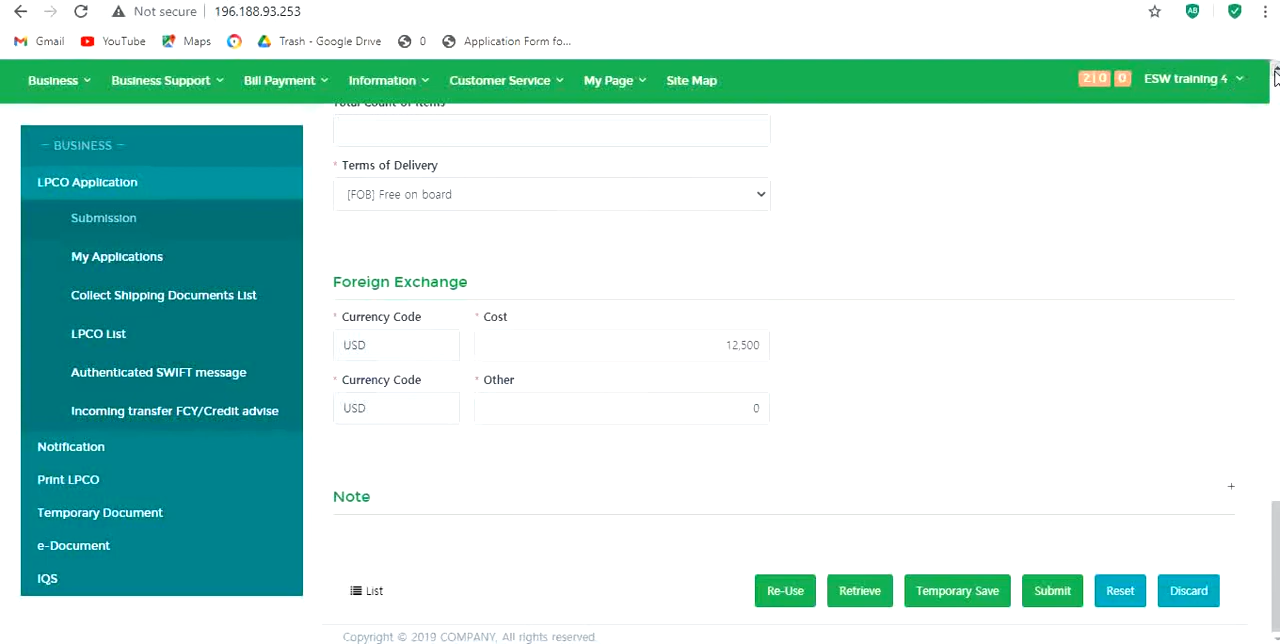 Not secure | 196.188.93.253
Gmail YouTube Maps Trash - Google Drive 0 Application Form fo...
Business Business Support Bill Payment Information Customer Service My Page Site Map 2 | 0 0 ESW training 4
— BUSINESS —
LPCO Application
Submission
My Applications
Collect Shipping Documents List
LPCO List
Authenticated SWIFT message
Incoming transfer FCY/Credit advise
Notification
Print LPCO
Temporary Document
e-Document
IQS
Total Count of Items
* Terms of Delivery
[FOB] Free on board
Foreign Exchange
* Currency Code * Cost
USD 12,500
* Currency Code * Other
USD 0
Note +
List Re-Use Retrieve Temporary Save Submit Reset Discard
Copyright © 2019 COMPANY, All rights reserved.